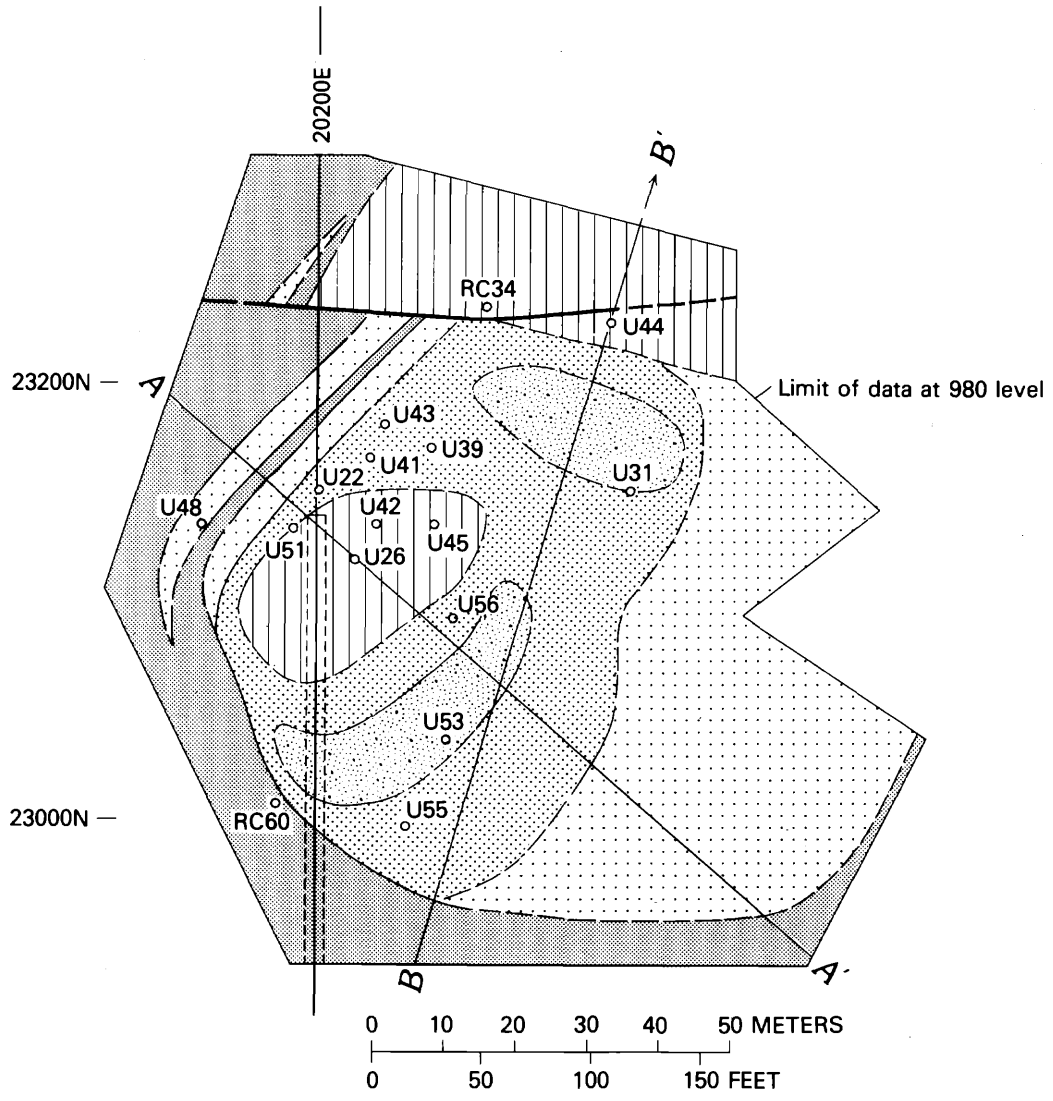 20200E
B'
RC34
U44
23200N
A
Limit of data at 980 level
U43
U39
U41
U22
U31
U48
U42
U51
U26
U45
U56
U53
RC60
U55
23000N
B
A'
0 10 20 30 40 50 METERS
0 50 100 150 FEET